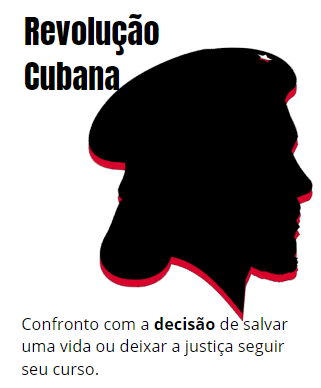 Revolução
Cubana
Confronto com a decisão de salvar
uma vida ou deixar a justiça seguir
seu curso.